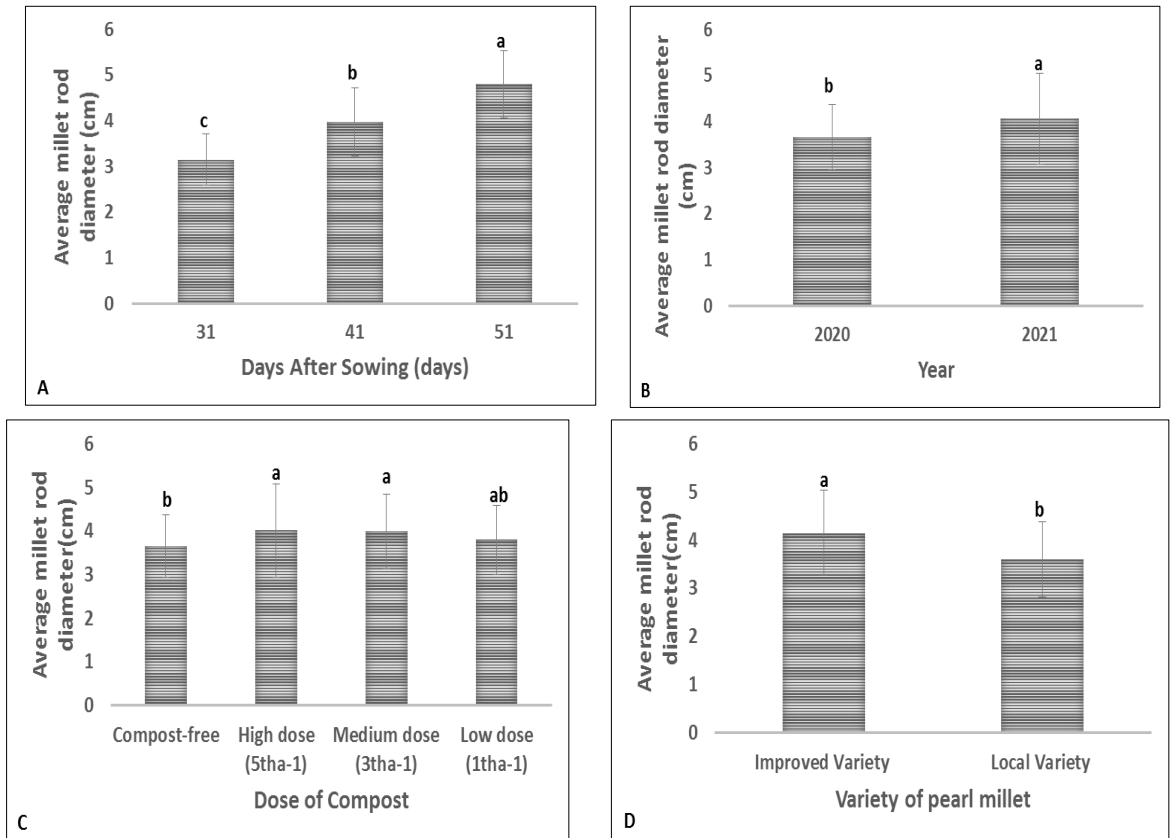 Average millet rod
diameter (cm)
6
5
4
3
2
1
0
c
b
a
31
41
51
Days After Sowing (days)
A
Average millet rod diameter
(cm)
6
5
4
3
2
1
0
b
a
2020
2021
Year
B
Average millet rod
diameter(cm)
6
5
4
3
2
1
0
b
a
a
ab
Compost-free
High dose
(5tha-1)
Medium dose
(3tha-1)
Low dose
(1tha-1)
Dose of Compost
C
Average millet rod
diameter(cm)
6
5
4
3
2
1
0
a
b
Improved Variety
Local Variety
Variety of pearl millet
D